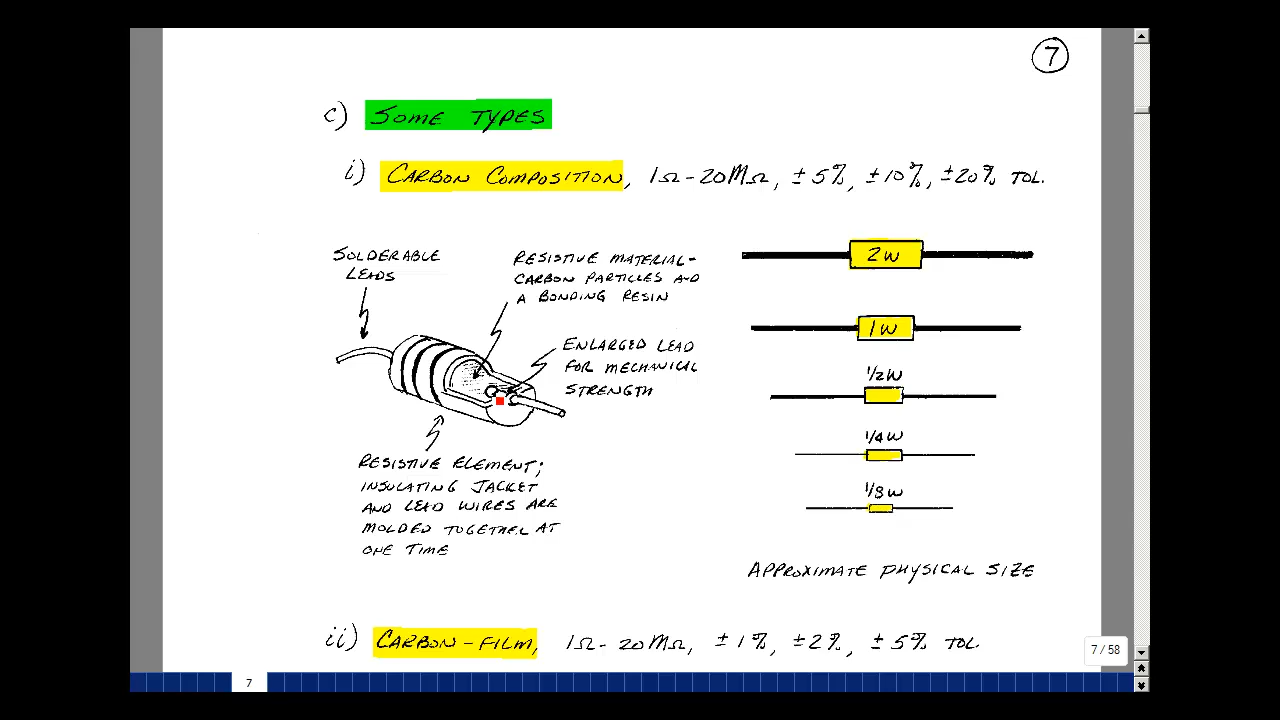 7
c) SOME TYPES
i) CARBON COMPOSITION, 1Ω-20MΩ, ±5%, ±10%, ±20% TOL.
SOLDERABLE
LEADS
RESISTIVE MATERIAL-
CARBON PARTICLES AND
A BONDING RESIN
ENLARGED LEAD
FOR MECHANICAL
STRENGTH
RESISTIVE ELEMENT;
INSULATING JACKET
AND LEAD WIRES ARE
MOLDED TOGETHER AT
ONE TIME
2W
1W
1/2W
1/4W
1/8W
APPROXIMATE PHYSICAL SIZE
ii) CARBON-FILM, 1Ω-20MΩ, ±1%, ±2%, ±5% TOL.
7 / 58
7